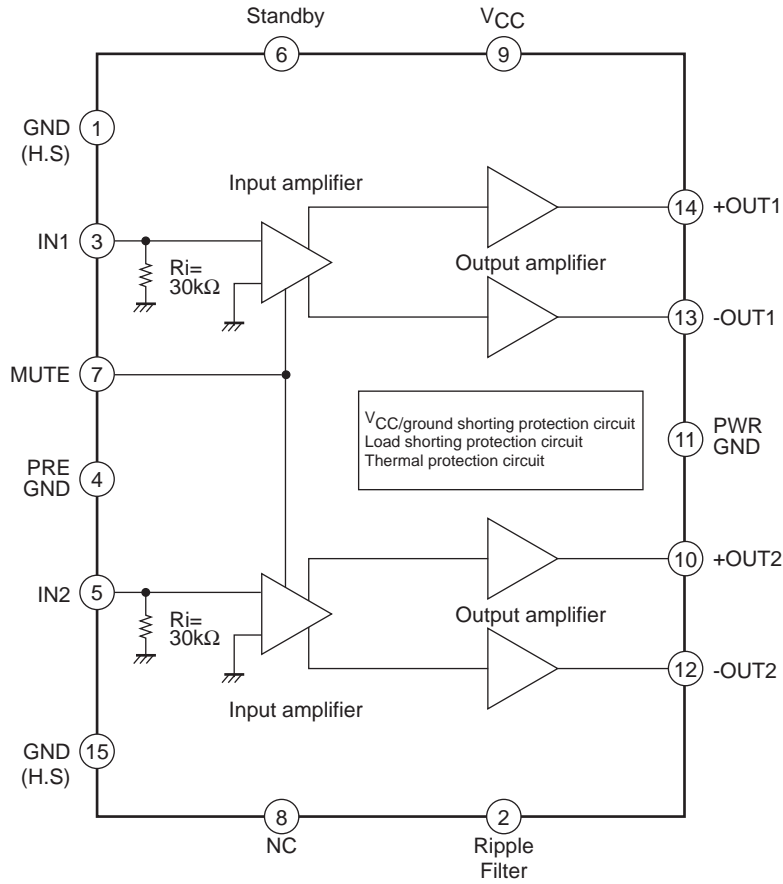 Standby
VCC
6
9
GND
(H.S)
1
Input amplifier
14
+OUT1
IN1
3
Ri=
30kΩ
Output amplifier
13
-OUT1
MUTE
7
VCC/ground shorting protection circuit
Load shorting protection circuit
Thermal protection circuit
11
PWR
GND
PRE
GND
4
10
+OUT2
IN2
5
Ri=
30kΩ
Output amplifier
12
-OUT2
Input amplifier
GND
(H.S)
15
8
NC
2
Ripple
Filter